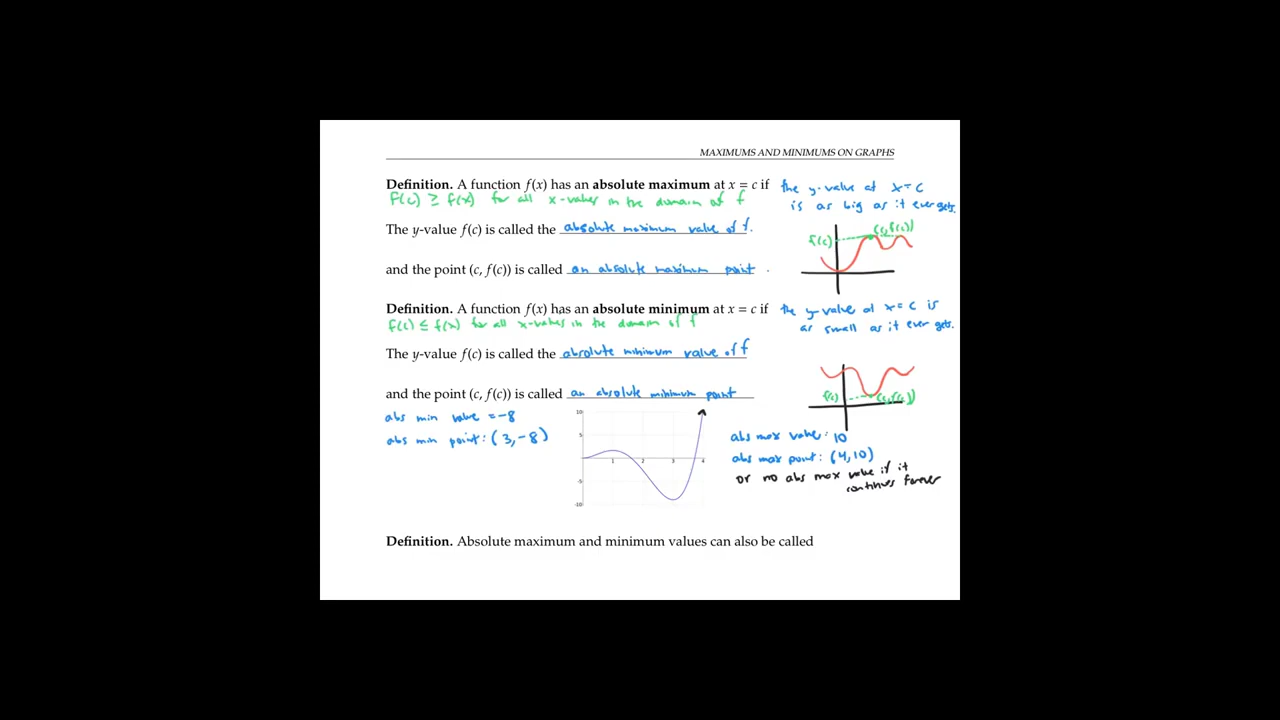 MAXIMUMS AND MINIMUMS ON GRAPHS
Definition. A function f(x) has an absolute maximum at x = c if the y-value at x=c
is as big as it ever gets.
f(c) ≥ f(x) for all x-values in the domain of f
The y-value f(c) is called the absolute maximum value of f.
f(c)
(c, f(c))
and the point (c, f(c)) is called an absolute maximum point .
Definition. A function f(x) has an absolute minimum at x = c if the y-value at x=c is
as small as it ever gets.
f(c) ≤ f(x) for all x-values in the domain of f
The y-value f(c) is called the absolute minimum value of f
and the point (c, f(c)) is called an absolute minimum point
f(c)
(c, f(c))
abs min value = -8
abs min point: (3, -8)
10
5
-5
-10
1 2 3 4
abs max value: 10
abs max point: (4, 10)
or no abs max value if it
continues forever
Definition. Absolute maximum and minimum values can also be called